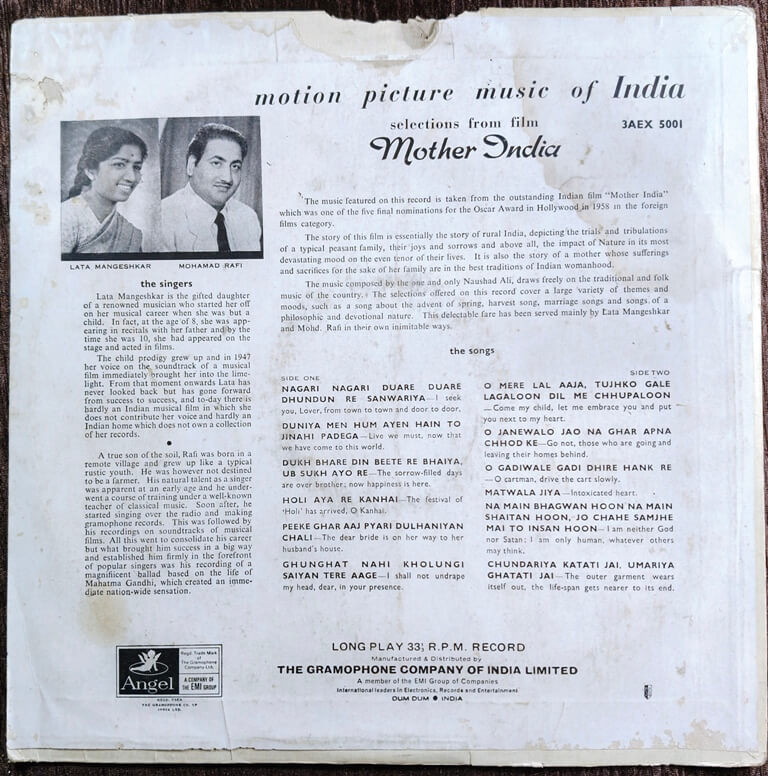 motion picture music of India
selections from film
3AEX 5001
Mother India
LATA MANGESHKAR
MOHAMAD RAFI
the singers
Lata Mangeshkar is the gifted daughter
of a renowned musician who started her off
on her musical career when she was but a
child. In fact, at the age of 8, she was app-
earing in recitals with her father and by the
time she was 10, she had appeared on the
stage and acted in films.
The child prodigy grew up and in 1947
her voice on the soundtrack of a musical
film immediately brought her into the lime-
light. From that moment onwards Lata has
never looked back but has gone forward
from success to success, and to-day there is
hardly an Indian musical film in which she
does not contribute her voice and hardly an
Indian home which does not own a collection
of her records.
A true son of the soil, Rafi was born in a
remote village and grew up like a typical
rustic youth. He was however not destined
to be a farmer. His natural talent as a singer
was apparent at an early age and he under-
went a course of training under a well-known
teacher of classical music. Soon after, he
started singing over the radio and making
gramophone records. This was followed by
his recordings on soundtracks of musical
films. All this went to consolidate his career
but what brought him success in a big way
and established him firmly in the forefront
of popular singers was his recording of a
magnificent ballad based on the life of
Mahatma Gandhi, which created an imme-
diate nation-wide sensation.
The music featured on this record is taken from the outstanding Indian film "Mother India"
which was one of the five final nominations for the Oscar Award in Hollywood in 1958 in the foreign
films category.
The story of this film is essentially the story of rural India, depicting the trials and tribulations
of a typical peasant family, their joys and sorrows and above all, the impact of Nature in its most
devastating mood on the even tenor of their lives. It is also the story of a mother whose sufferings
and sacrifices for the sake of her family are in the best traditions of Indian womanhood.
The music composed by the one and only Naushad Ali, draws freely on the traditional and folk
music of the country. The selections offered on this record cover a large variety of themes and
moods, such as a song about the advent of spring, harvest song, marriage songs and songs of a
philosophic and devotional nature. This delectable fare has been served mainly by Lata Mangeshkar
and Mohd. Rafi in their own inimitable ways.
the songs
SIDE ONE
NAGARI NAGARI DUARE DUARE
DHUNDUN RE SANWARIYA—I seek
you, Lover, from town to town and door to door.
DUNIYA MEN HUM AYEN HAIN TO
JINAHI PADEGA—Live we must, now that
we have come to this world.
DUKH BHARE DIN BEETE RE BHAIYA,
UB SUKH AYO RE—The sorrow-filled days
are over brother; now happiness is here.
HOLI AYA RE KANHAI—The festival of
'Holi' has arrived, O Kanhai.
PEEKE GHAR AAJ PYARI DULHANIYAN
CHALI—The dear bride is on her way to her
husband's house.
GHUNGHAT NAHI KHOLUNGI
SAIYAN TERE AAGE—I shall not undrape
my head, dear, in your presence.
SIDE TWO
O MERE LAL AAJA, TUJHKO GALE
LAGALOON DIL ME CHHUPALOON
—Come my child, let me embrace you and put
you next to my heart.
O JANEWALO JAO NA GHAR APNA
CHHOD KE—Go not, those who are going and
leaving their homes behind.
O GADIWALE GADI DHIRE HANK RE
—O cartman, drive the cart slowly.
MATWALA JIYA—Intoxicated heart.
NA MAIN BHAGWAN HOON NA MAIN
SHAITAN HOON, JO CHAHE SAMJHE
MAI TO INSAN HOON—I am neither God
nor Satan; I am only human, whatever others
may think.
CHUNDARIYA KATATI JAI, UMARIYA
GHATATI JAI—The outer garment wears
itself out, the life-span gets nearer to its end.
Angel
Regd. Trade Mark
of The Gramophone
Company Ltd.
A COMPANY OF
THE EMI GROUP
REGD. USER
THE GRAMOPHONE CO. OF
INDIA LTD.
LONG PLAY 33⅓ R.P.M. RECORD
Manufactured & Distributed by
THE GRAMOPHONE COMPANY OF INDIA LIMITED
A member of the EMI Group of Companies
International leaders in Electronics, Records and Entertainment
DUM DUM ● INDIA